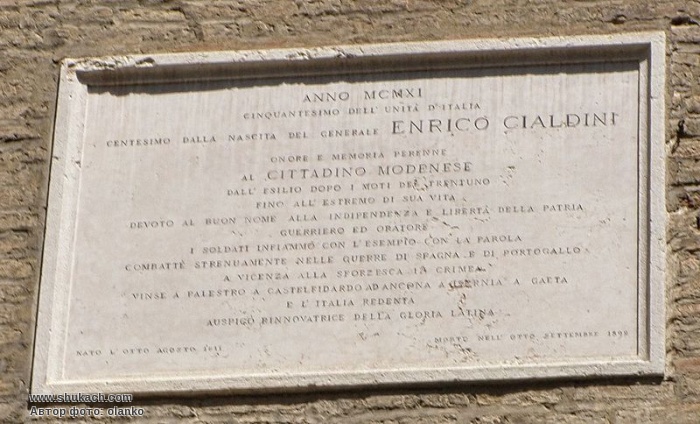 ANNO MCMXI
CINQUANTESIMO DELL'UNITÀ D'ITALIA
CENTESIMO DALLA NASCITA DEL GENERALE ENRICO CIALDINI
ONORE E MEMORIA PERENNE
AL CITTADINO MODENESE
DALL'ESILIO DOPO I MOTI DEL TRENTUNO
FINO ALL'ESTREMO DI SUA VITA
DEVOTO AL BUON NOME ALLA INDIPENDENZA E LIBERTÀ DELLA PATRIA
GUERRIERO ED ORATORE
I SOLDATI INFIAMMÒ CON L'ESEMPIO CON LA PAROLA
COMBATTÈ STRENUAMENTE NELLE GUERRE DI SPAGNA E DI PORTOGALLO
A VICENZA ALLA SFORZESCA IN CRIMEA
VINSE A PALESTRO A CASTELFIDARDO AD ANCONA A ISERNIA A GAETA
E L'ITALIA REDENTA
AUSPICÒ RINNOVATRICE DELLA GLORIA LATINA
NATO L'OTTO AGOSTO 1811
MORTO NELL'OTTO SETTEMBRE 1892
www.shukach.com
Автор фото: olanko